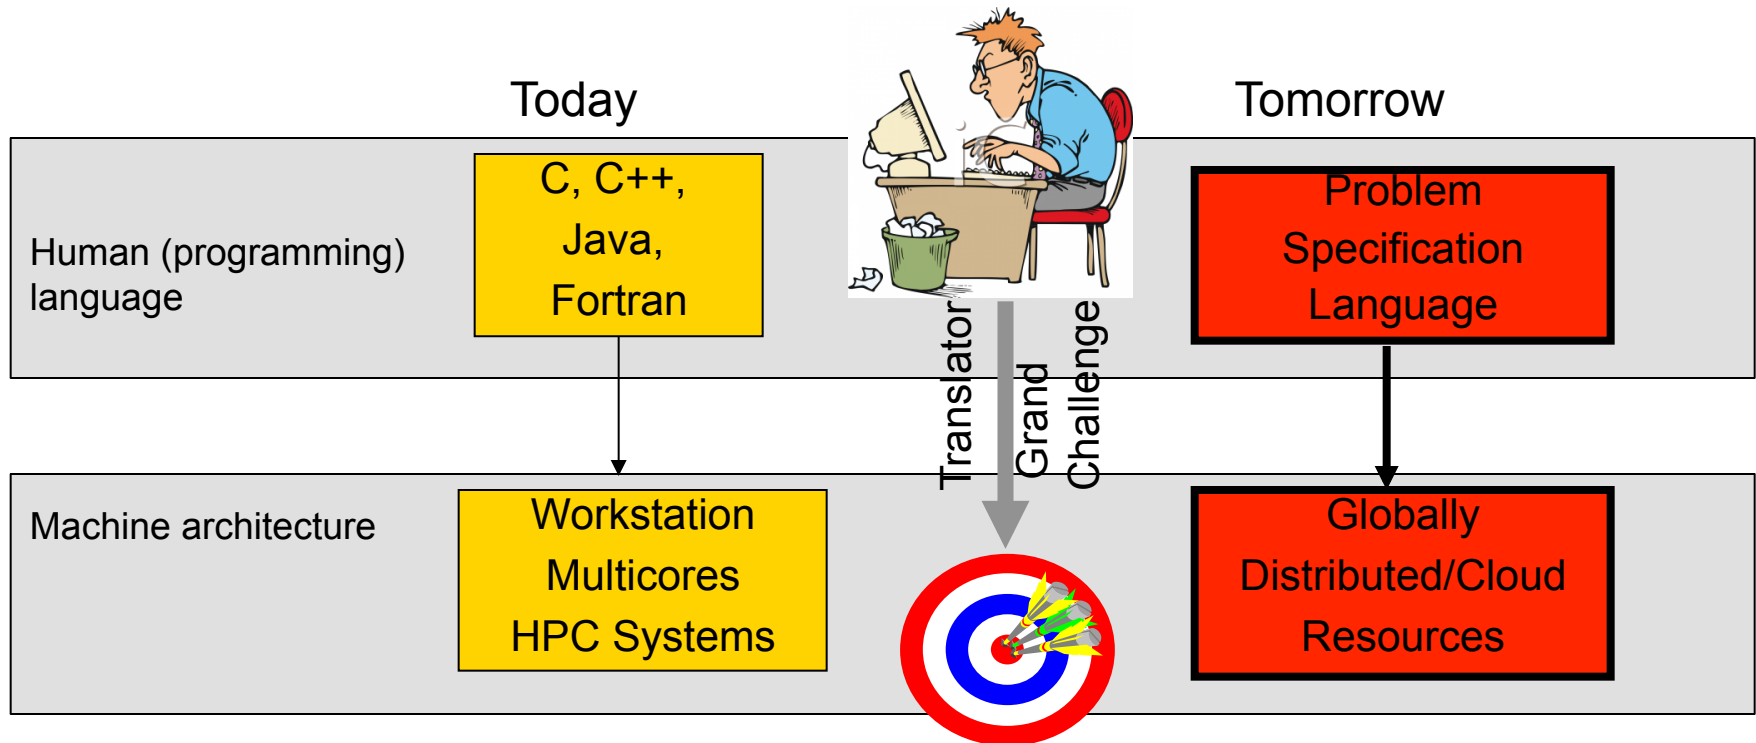 Today
Tomorrow
Human (programming)
language
C, C++,
Java,
Fortran
Problem
Specification
Language
Translator
Grand
Challenge
Machine architecture
Workstation
Multicores
HPC Systems
Globally
Distributed/Cloud
Resources